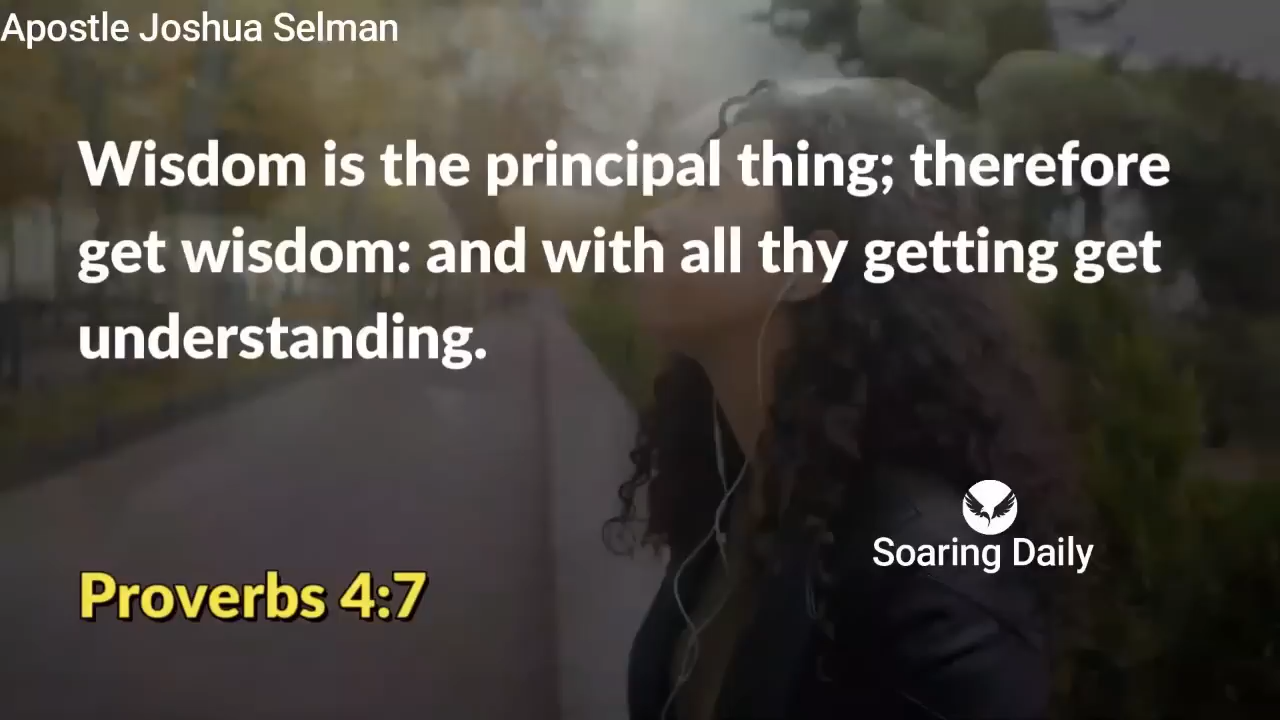 Apostle Joshua Selman
Wisdom is the principal thing; therefore
get wisdom: and with all thy getting get
understanding.
Soaring Daily
Proverbs 4:7